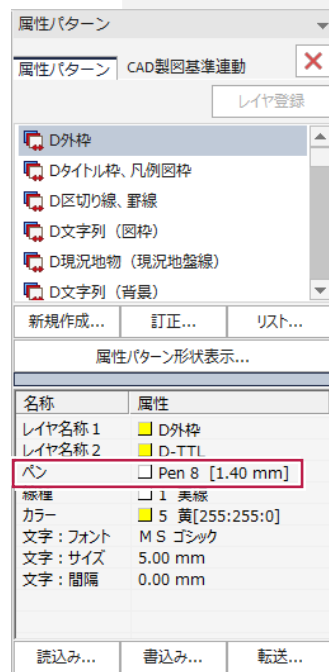 属性パターン
属性パターン CAD製図基準連動
レイヤ登録
D外枠
Dタイトル枠、凡例図枠
D区切り線、罫線
D文字列（図枠）
D現況地物（現況地盤線）
D文字列（背景）
新規作成... 訂正... リスト...
属性パターン形状表示...
名称 属性
レイヤ名称1 D外枠
レイヤ名称2 D-TTL
ペン Pen 8 [1.40 mm]
線種 1 実線
カラー 5 黄[255:255:0]
文字：フォント ＭＳ ゴシック
文字：サイズ 5.00 mm
文字：間隔 0.00 mm
読込み... 書込み... 転送...